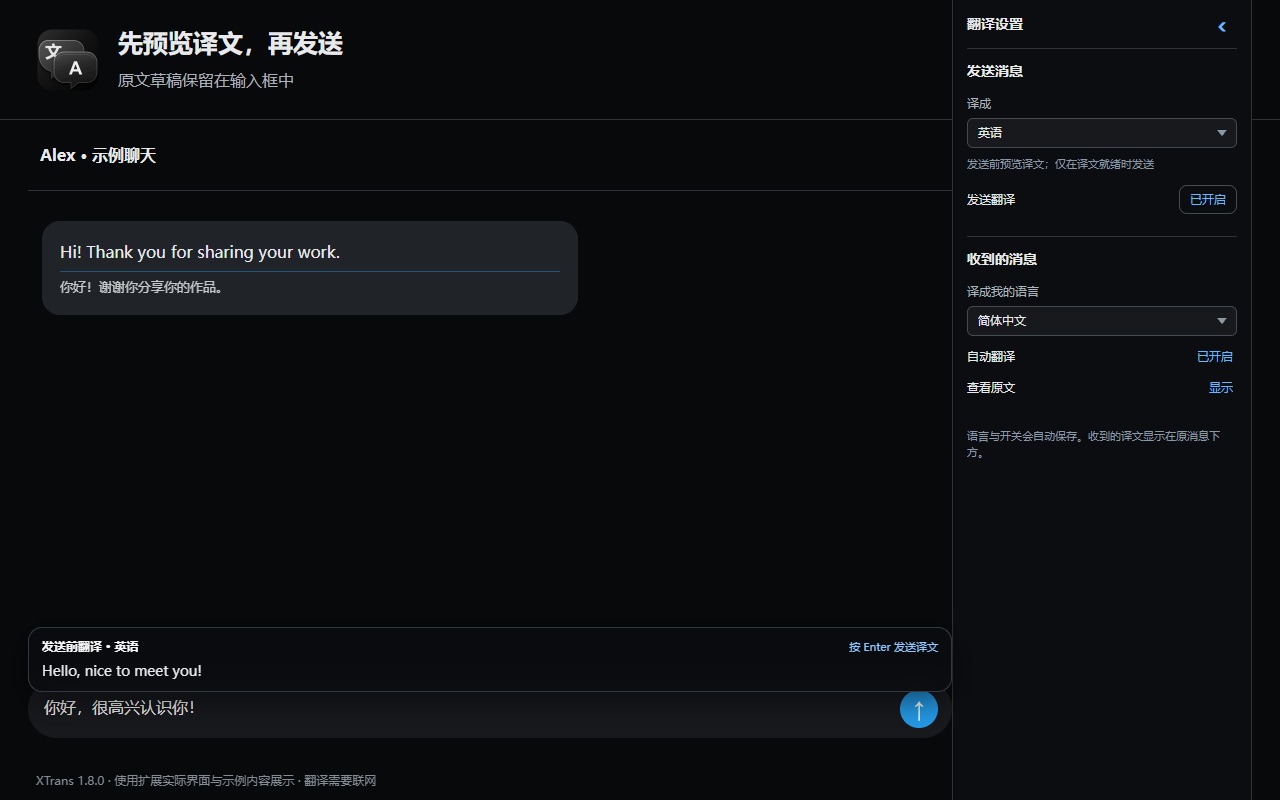 文
A
先预览译文，再发送
原文草稿保留在输入框中
Alex • 示例聊天
Hi! Thank you for sharing your work.
你好！谢谢你分享你的作品。
发送前翻译 • 英语
按 Enter 发送译文
Hello, nice to meet you!
你好，很高兴认识你！
XTrans 1.8.0 · 使用扩展实际界面与示例内容展示 · 翻译需要联网
翻译设置
发送消息
译成
英语
发送前预览译文；仅在译文就绪时发送
发送翻译
已开启
收到的消息
译成我的语言
简体中文
自动翻译
已开启
查看原文
显示
语言与开关会自动保存。收到的译文显示在原消息下
方。